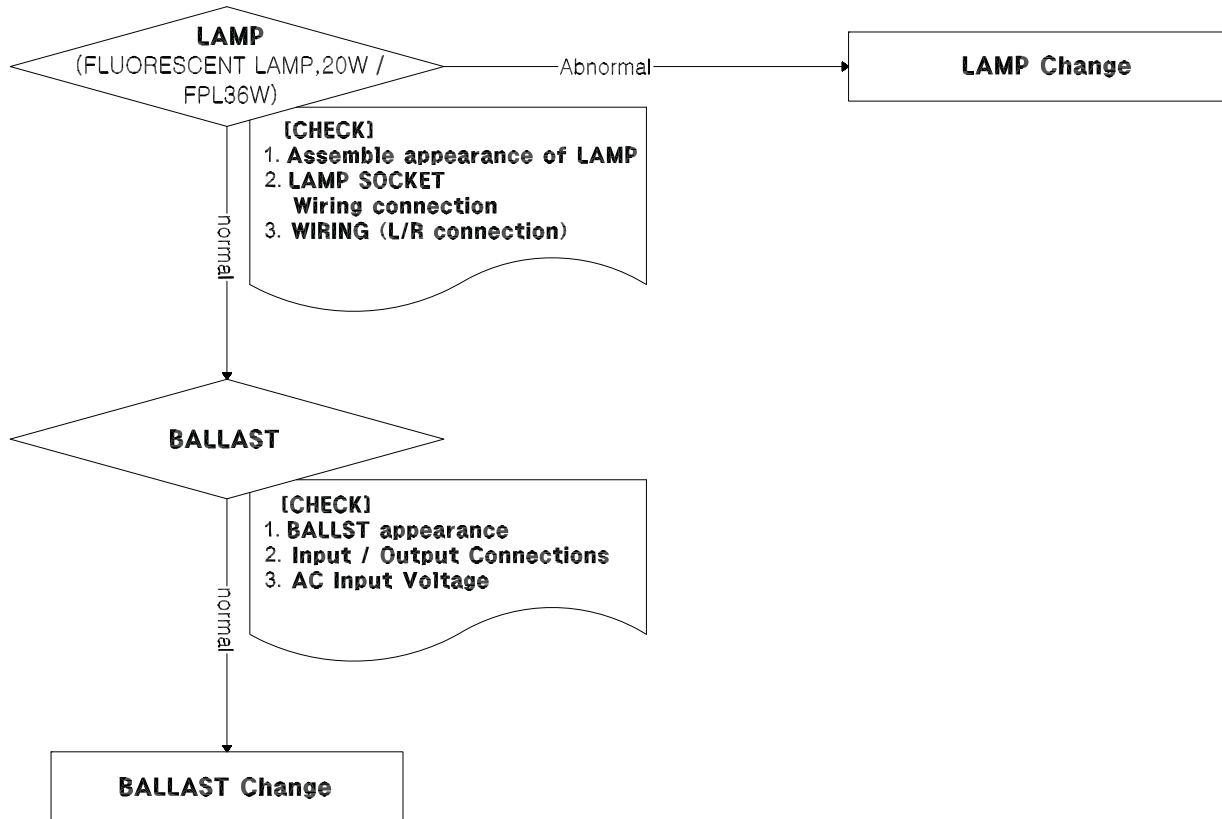 LAMP
(FLUORESCENT LAMP,20W /
FPL36W)
Abnormal
LAMP Change
[CHECK]
1. Assemble appearance of LAMP
2. LAMP SOCKET
Wiring connection
3. WIRING (L/R connection)
normal
BALLAST
[CHECK]
1. BALLST appearance
2. Input / Output Connections
3. AC Input Voltage
normal
BALLAST Change